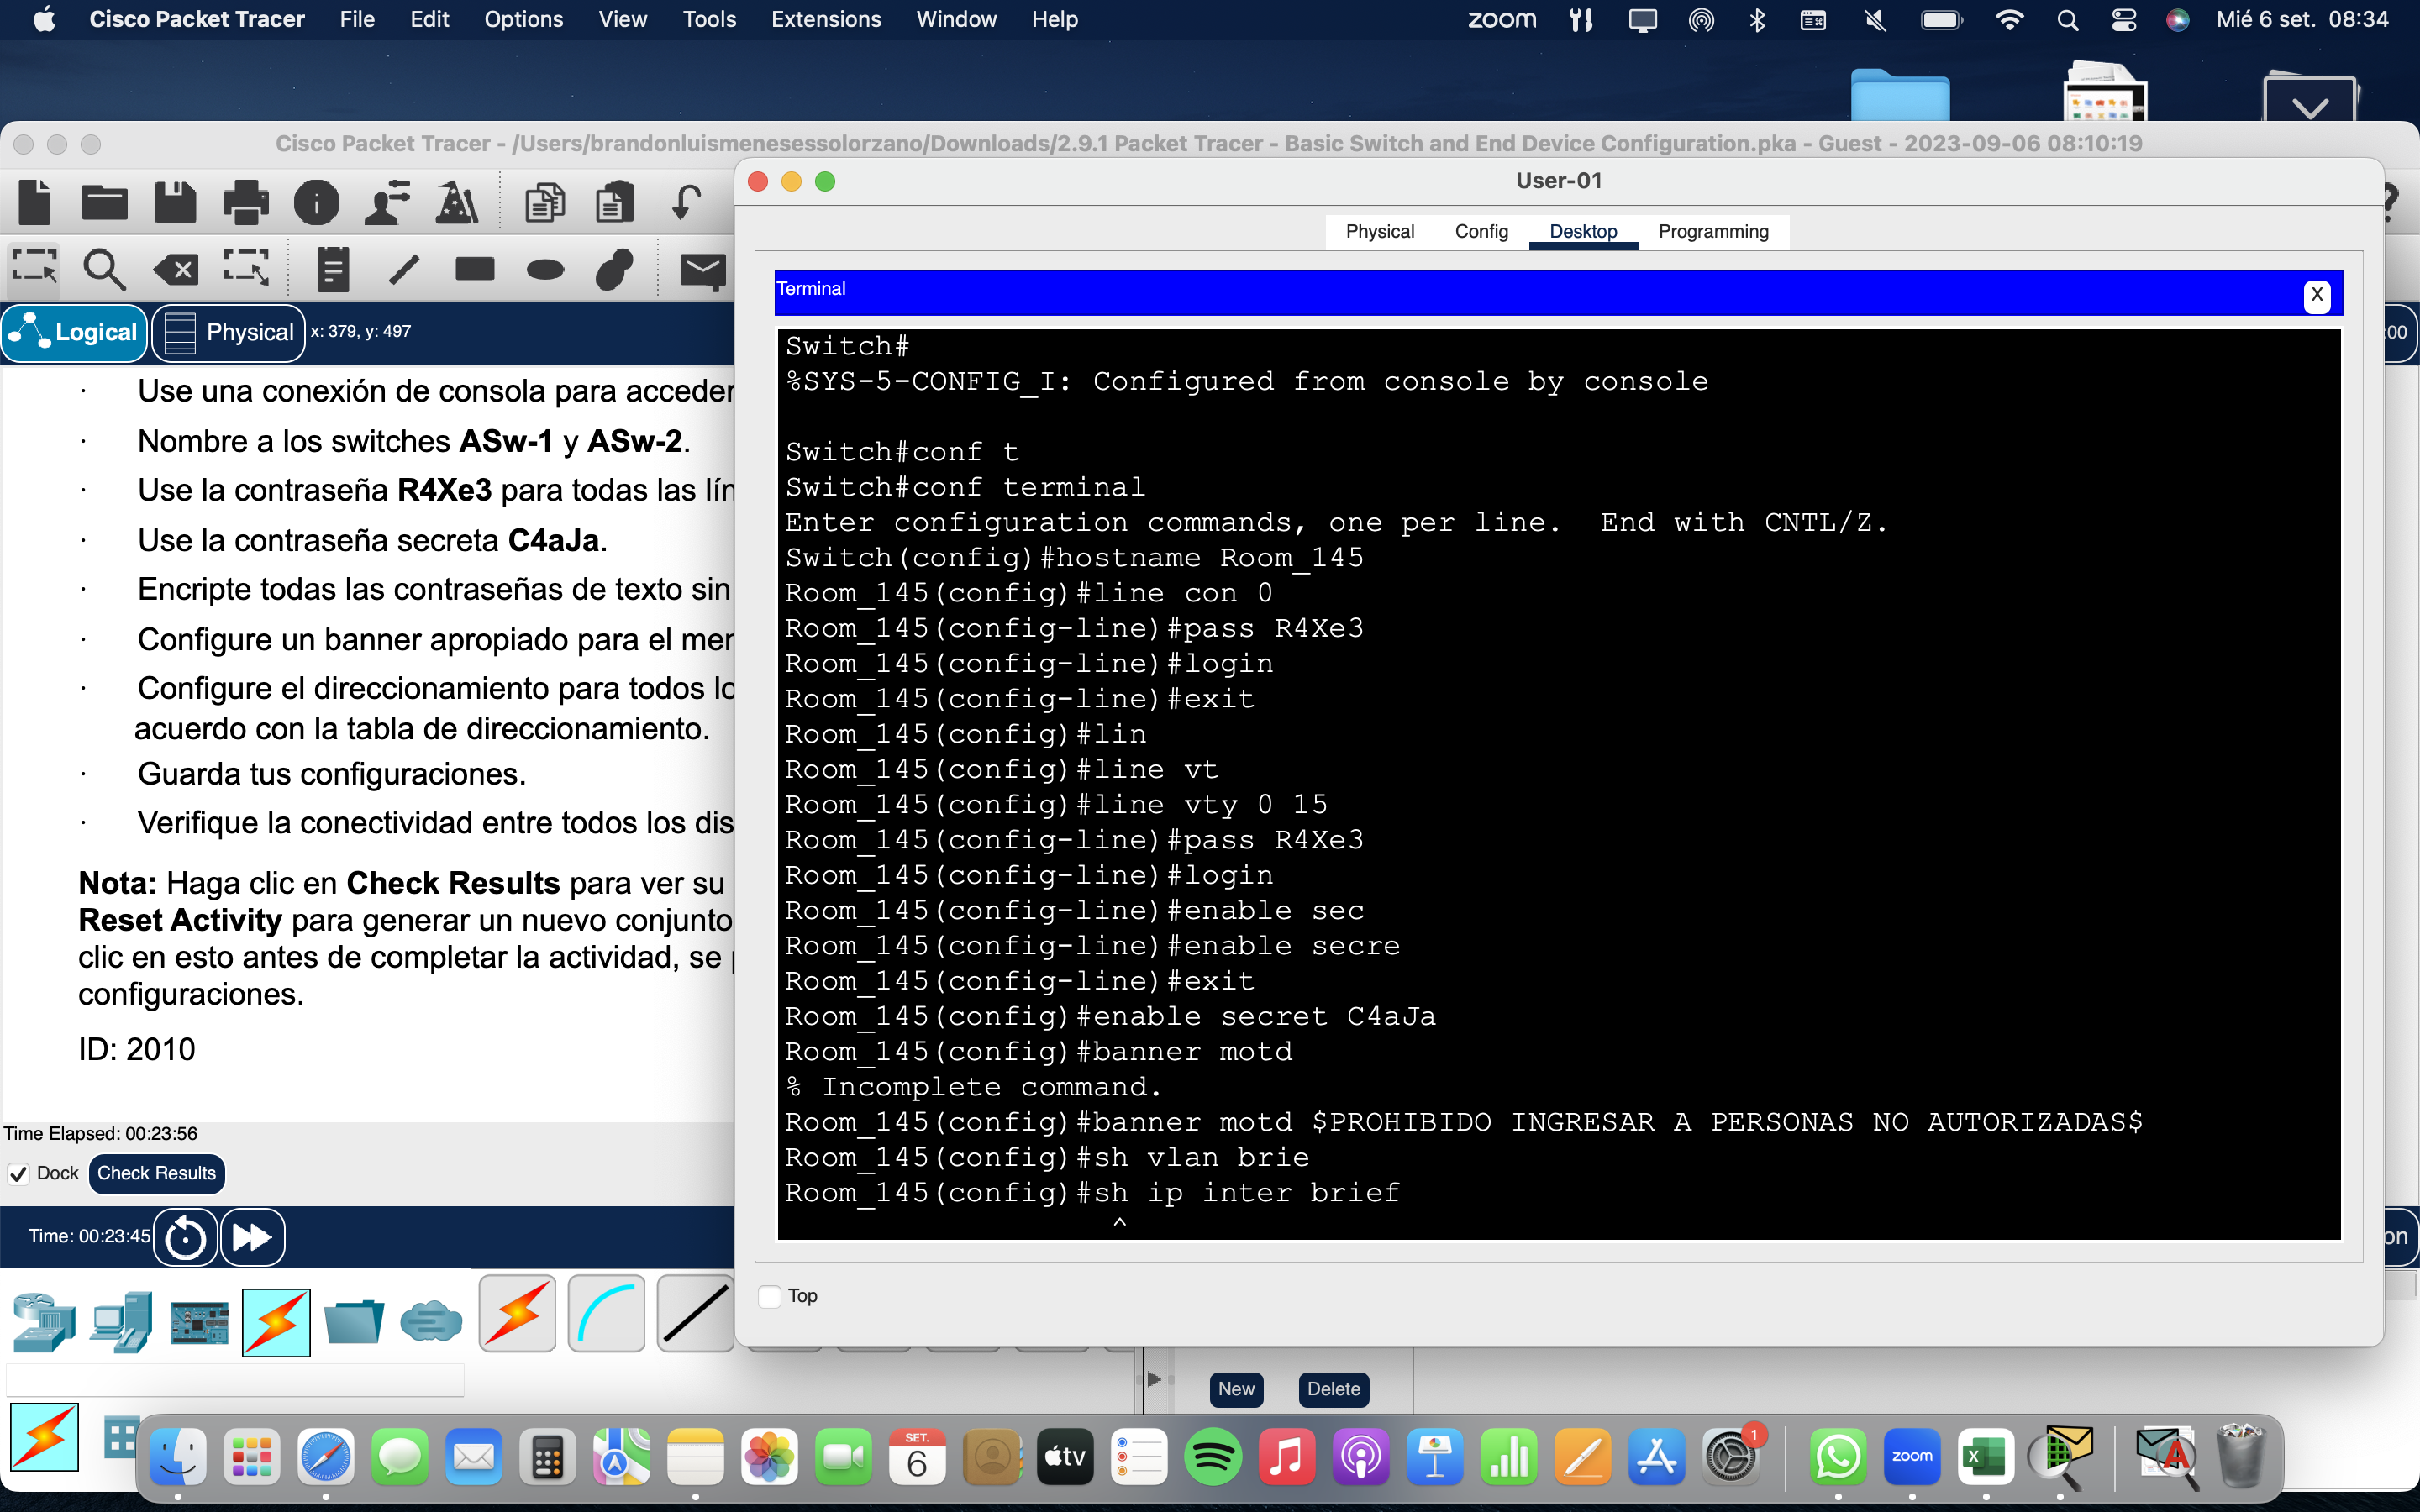 Cisco Packet Tracer File Edit Options View Tools Extensions Window Help zoom Mié 6 set. 08:34
Cisco Packet Tracer - /Users/brandonluismenesessolorzano/Downloads/2.9.1 Packet Tracer - Basic Switch and End Device Configuration.pka - Guest - 2023-09-06 08:10:19
User-01
Physical Config Desktop Programming
Terminal
X
Logical Physical x: 379, y: 497
:00
· Use una conexión de consola para acceder
· Nombre a los switches ASw-1 y ASw-2.
· Use la contraseña R4Xe3 para todas las lín
· Use la contraseña secreta C4aJa.
· Encripte todas las contraseñas de texto sin
· Configure un banner apropiado para el men
· Configure el direccionamiento para todos lo
acuerdo con la tabla de direccionamiento.
· Guarda tus configuraciones.
· Verifique la conectividad entre todos los dis
Nota: Haga clic en Check Results para ver su
Reset Activity para generar un nuevo conjunto
clic en esto antes de completar la actividad, se p
configuraciones.
ID: 2010
Time Elapsed: 00:23:56
Dock Check Results
Time: 00:23:45
Switch#
%SYS-5-CONFIG_I: Configured from console by console
Switch#conf t
Switch#conf terminal
Enter configuration commands, one per line.  End with CNTL/Z.
Switch(config)#hostname Room_145
Room_145(config)#line con 0
Room_145(config-line)#pass R4Xe3
Room_145(config-line)#login
Room_145(config-line)#exit
Room_145(config)#lin
Room_145(config)#line vt
Room_145(config)#line vty 0 15
Room_145(config-line)#pass R4Xe3
Room_145(config-line)#login
Room_145(config-line)#enable sec
Room_145(config-line)#enable secre
Room_145(config-line)#exit
Room_145(config)#enable secret C4aJa
Room_145(config)#banner motd
% Incomplete command.
Room_145(config)#banner motd $PROHIBIDO INGRESAR A PERSONAS NO AUTORIZADAS$
Room_145(config)#sh vlan brie
Room_145(config)#sh ip inter brief
^
Top
on
New Delete
SET.
6
tv
1
zoom
X